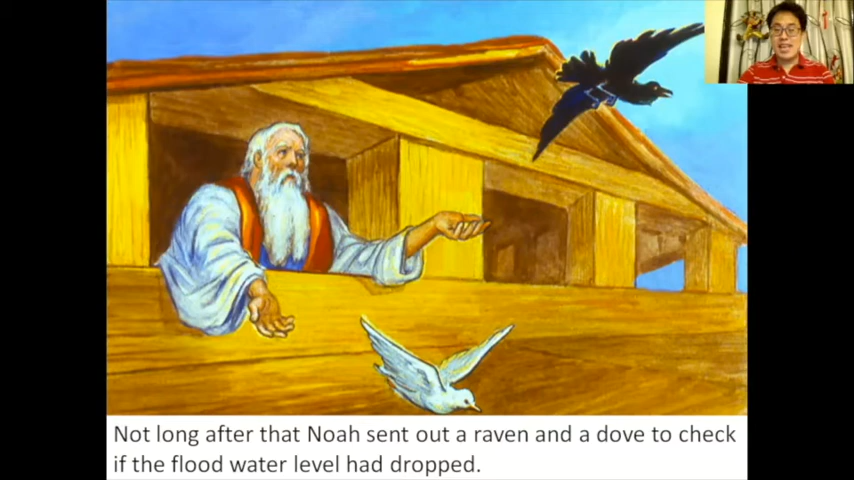 Not long after that Noah sent out a raven and a dove to check
if the flood water level had dropped.